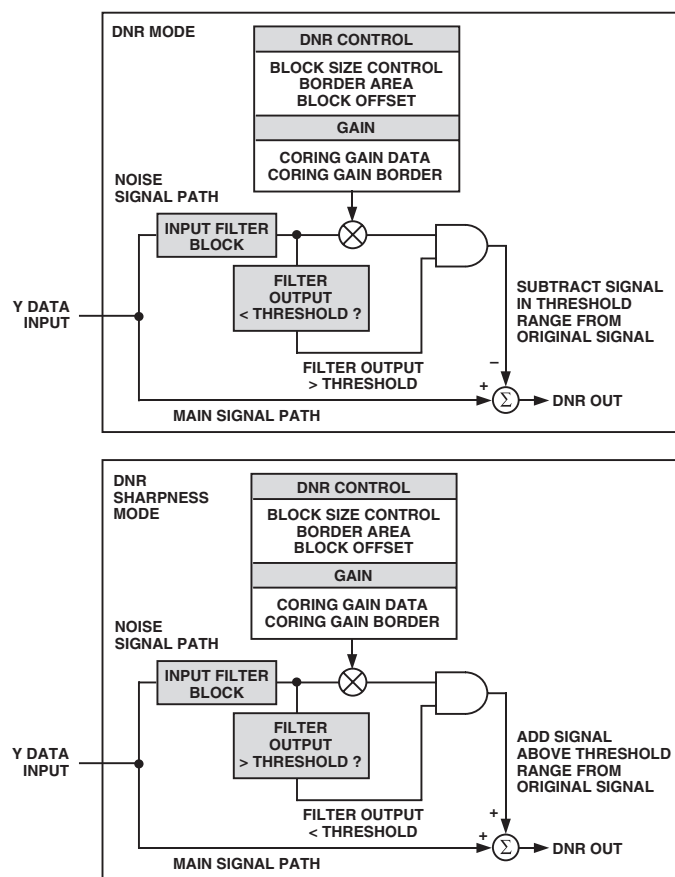 DNR MODE
DNR CONTROL
BLOCK SIZE CONTROL
BORDER AREA
BLOCK OFFSET
GAIN
CORING GAIN DATA
CORING GAIN BORDER
NOISE
SIGNAL PATH
INPUT FILTER
BLOCK
FILTER
OUTPUT
< THRESHOLD ?
Y DATA
INPUT
SUBTRACT SIGNAL
IN THRESHOLD
RANGE FROM
ORIGINAL SIGNAL
FILTER OUTPUT
> THRESHOLD
–
+
Σ
DNR OUT
MAIN SIGNAL PATH
DNR
SHARPNESS
MODE
DNR CONTROL
BLOCK SIZE CONTROL
BORDER AREA
BLOCK OFFSET
GAIN
CORING GAIN DATA
CORING GAIN BORDER
NOISE
SIGNAL PATH
INPUT FILTER
BLOCK
FILTER
OUTPUT
> THRESHOLD ?
Y DATA
INPUT
ADD SIGNAL
ABOVE THRESHOLD
RANGE FROM
ORIGINAL SIGNAL
FILTER OUTPUT
< THRESHOLD
+
+
Σ
DNR OUT
MAIN SIGNAL PATH